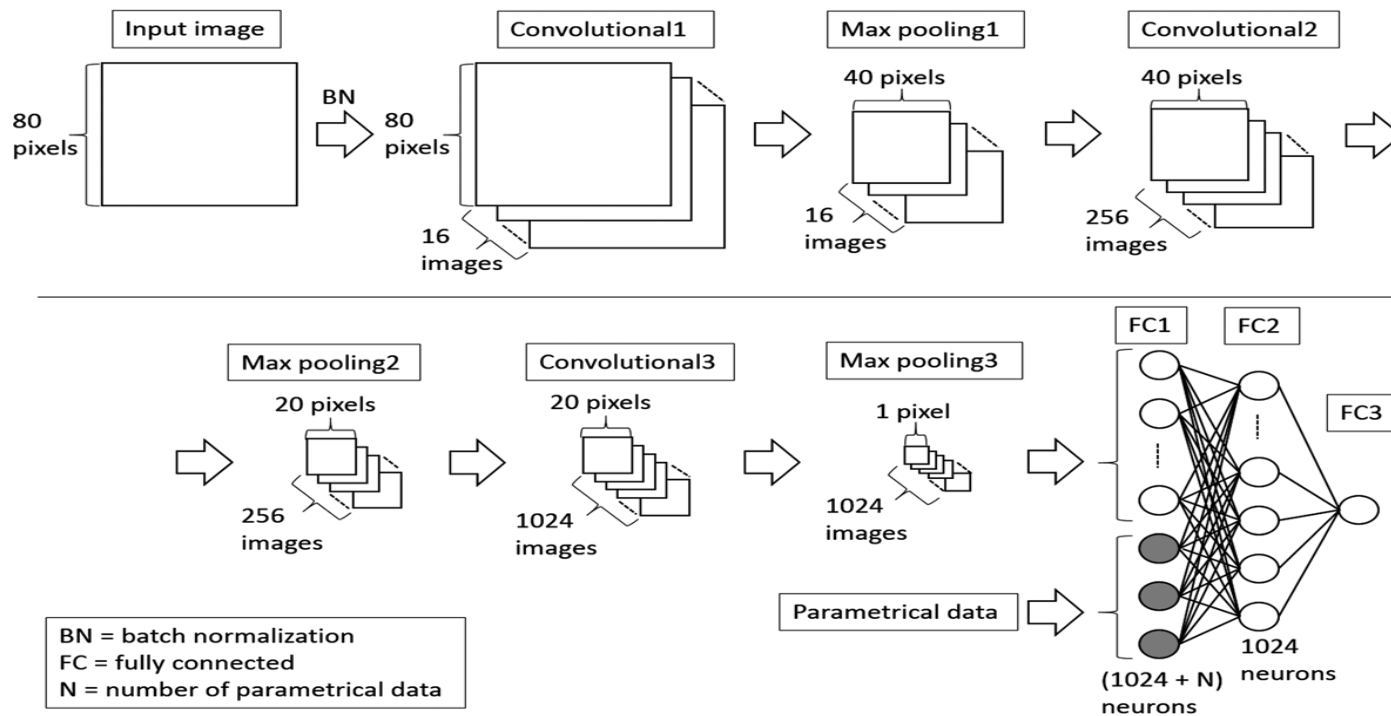 Input image
Convolutional1
Max pooling1
Convolutional2
80
pixels
BN
80
pixels
16
images
40 pixels
16
images
40 pixels
256
images
Max pooling2
Convolutional3
Max pooling3
FC1
FC2
FC3
20 pixels
256
images
20 pixels
1024
images
1 pixel
1024
images
Parametrical data
(1024 + N)
neurons
1024
neurons
BN = batch normalization
FC = fully connected
N = number of parametrical data